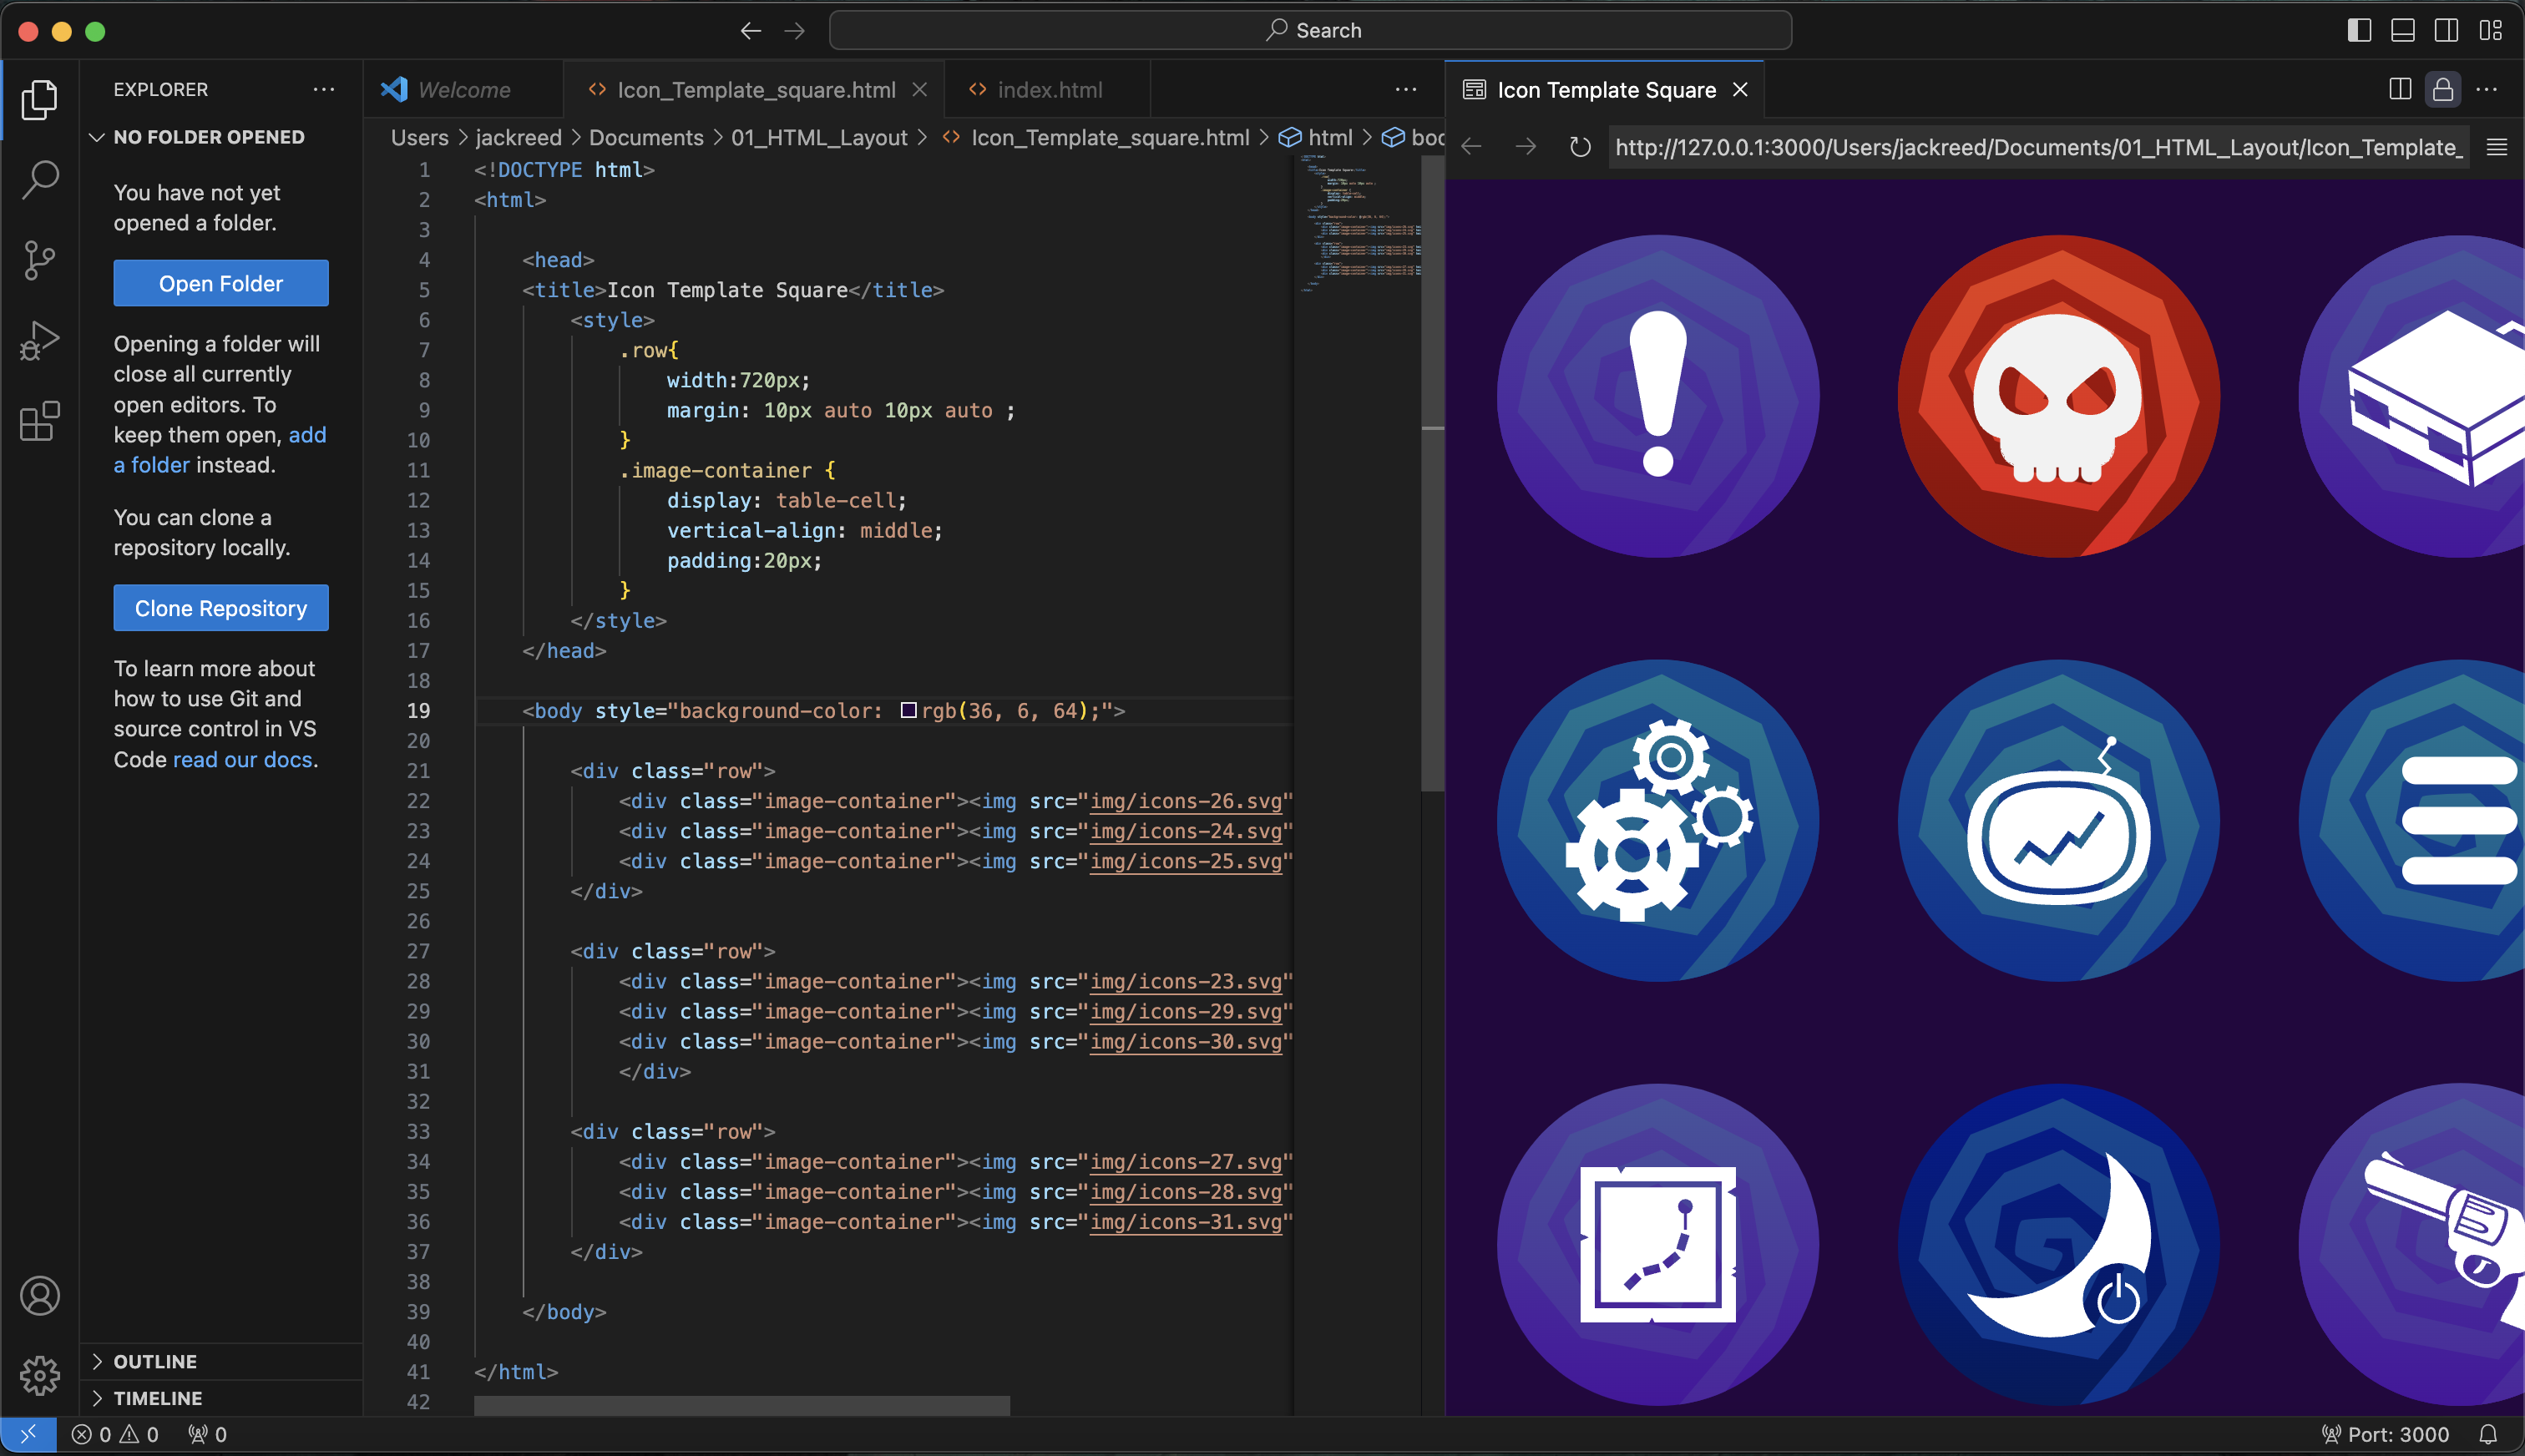 Search
EXPLORER
NO FOLDER OPENED
You have not yet
opened a folder.
Open Folder
Opening a folder will
close all currently
open editors. To
keep them open, add
a folder instead.
You can clone a
repository locally.
Clone Repository
To learn more about
how to use Git and
source control in VS
Code read our docs.
OUTLINE
TIMELINE
Welcome
Icon_Template_square.html
index.html
Users > jackreed > Documents > 01_HTML_Layout > Icon_Template_square.html > html > boc
1 <!DOCTYPE html>
2 <html>
3
4 <head>
5 <title>Icon Template Square</title>
6 <style>
7 .row{
8 width:720px;
9 margin: 10px auto 10px auto ;
10 }
11 .image-container {
12 display: table-cell;
13 vertical-align: middle;
14 padding:20px;
15 }
16 </style>
17 </head>
18
19 <body style="background-color: rgb(36, 6, 64);">
20
21 <div class="row">
22 <div class="image-container"><img src="img/icons-26.svg"
23 <div class="image-container"><img src="img/icons-24.svg"
24 <div class="image-container"><img src="img/icons-25.svg"
25 </div>
26
27 <div class="row">
28 <div class="image-container"><img src="img/icons-23.svg"
29 <div class="image-container"><img src="img/icons-29.svg"
30 <div class="image-container"><img src="img/icons-30.svg"
31 </div>
32
33 <div class="row">
34 <div class="image-container"><img src="img/icons-27.svg"
35 <div class="image-container"><img src="img/icons-28.svg"
36 <div class="image-container"><img src="img/icons-31.svg"
37 </div>
38
39 </body>
40
41 </html>
42
Icon Template Square
http://127.0.0.1:3000/Users/jackreed/Documents/01_HTML_Layout/Icon_Template_
0 0 0
Port: 3000